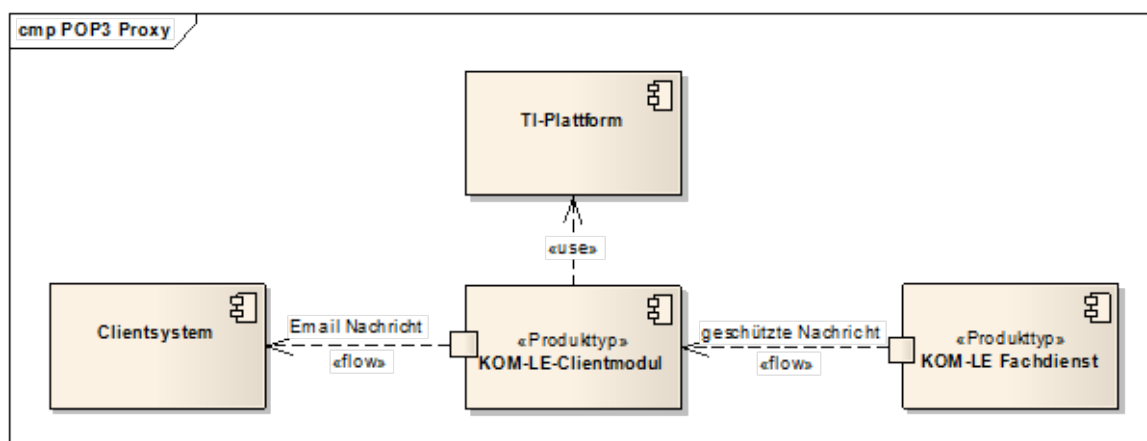 cmp POP3 Proxy
TI-Plattform
«use»
Clientsystem
Email Nachricht
«flow»
«Produkttyp»
KOM-LE-Clientmodul
geschützte Nachricht
«flow»
«Produkttyp»
KOM-LE Fachdienst